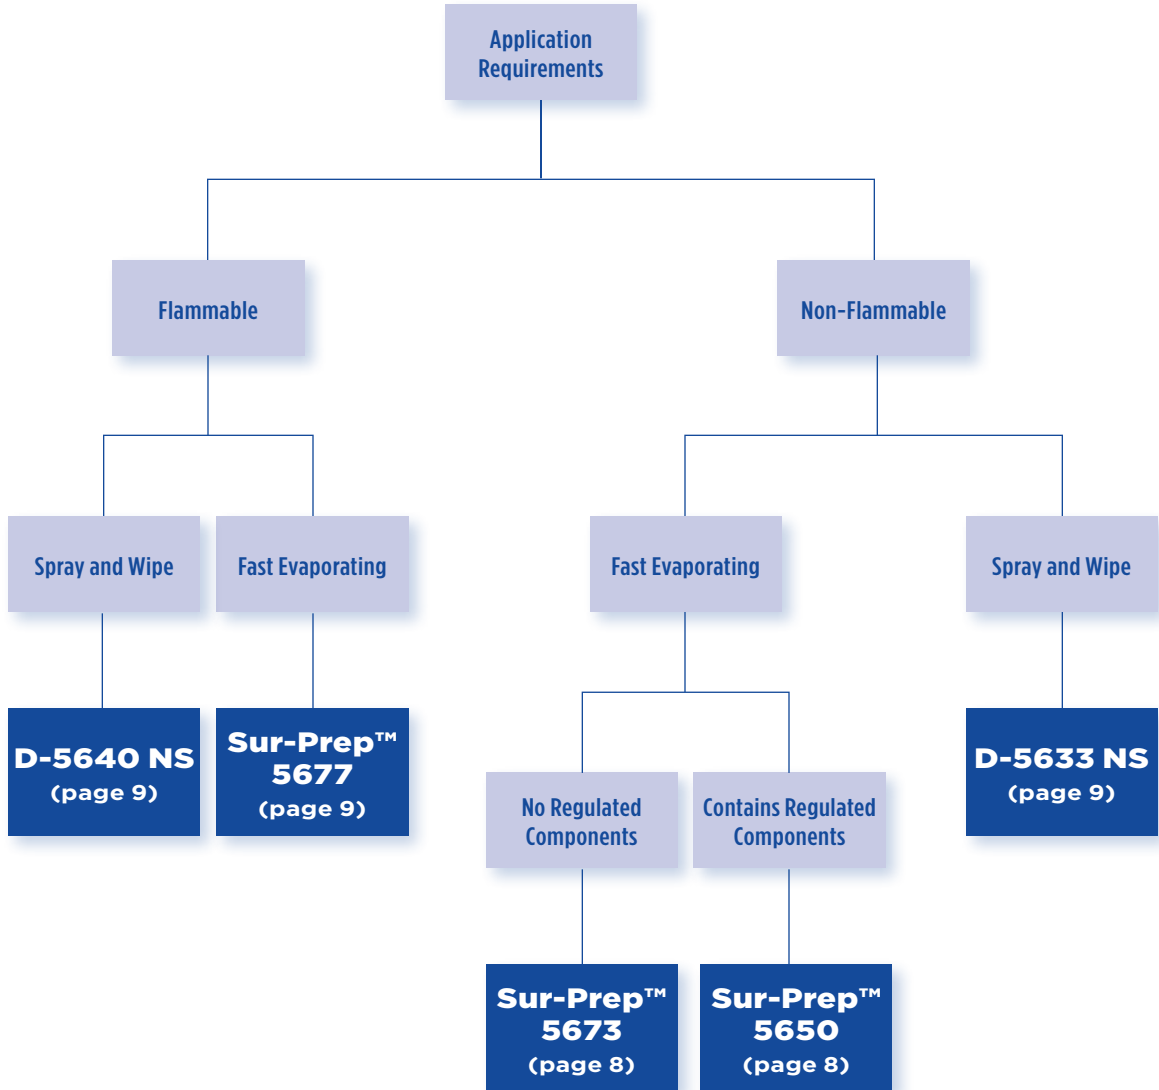 Application
Requirements
Flammable
Non-Flammable
Spray and Wipe
Fast Evaporating
Fast Evaporating
Spray and Wipe
D-5640 NS
(page 9)
Sur-Prep™
5677
(page 9)
No Regulated
Components
Contains Regulated
Components
D-5633 NS
(page 9)
Sur-Prep™
5673
(page 8)
Sur-Prep™
5650
(page 8)